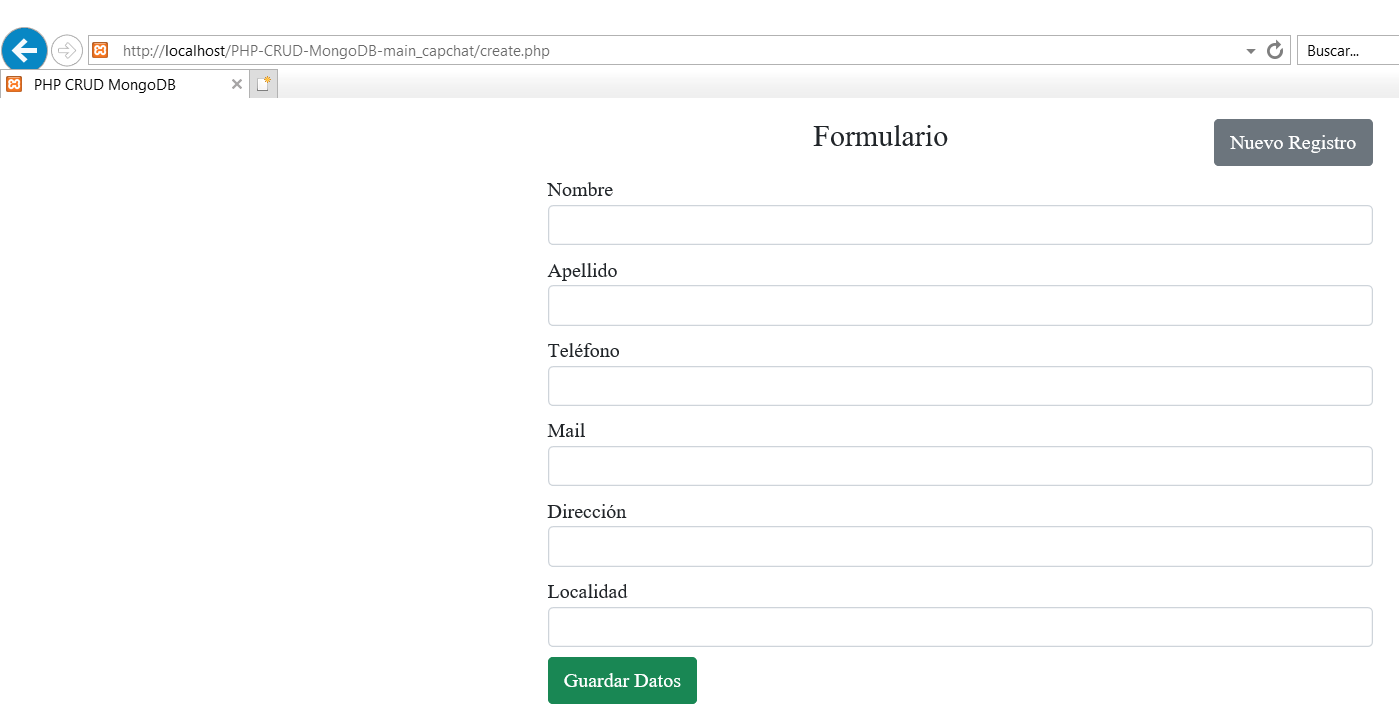 http://localhost/PHP-CRUD-MongoDB-main_capchat/create.php
Buscar...
PHP CRUD MongoDB
Formulario
Nuevo Registro
Nombre
Apellido
Teléfono
Mail
Dirección
Localidad
Guardar Datos